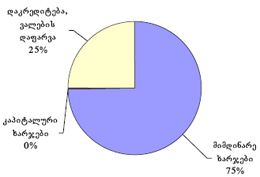 დაკრედიტება,
ვალების
დაფარვა
25%
კაპიტალური
ხარჯები
0%
მიმდინარე
ხარჯები
75%